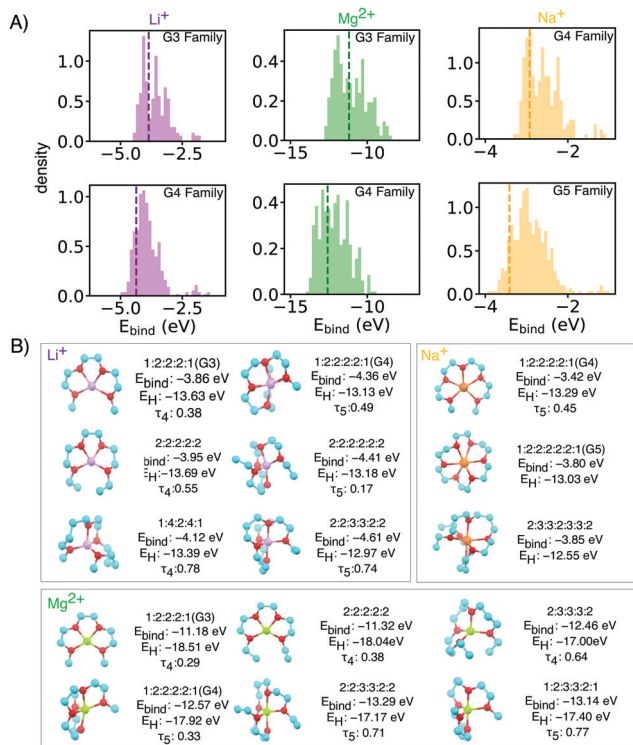 A)
Li+
Mg2+
Na+
G3 Family
G3 Family
G4 Family
1.0
0.5
0.0
−5.0
−2.5
0.4
0.2
0.0
−15
−10
1.0
0.5
0.0
−4
−2
density
G4 Family
G4 Family
G5 Family
1.0
0.5
0.0
−5.0
−2.5
0.4
0.2
0.0
−15
−10
1.0
0.5
0.0
−4
−2
Ebind (eV)
Ebind (eV)
Ebind (eV)
B)
Li+
1:2:2:2:1(G3)
Ebind: −3.86 eV
EH: −13.63 eV
τ4: 0.38
1:2:2:2:2:1(G4)
Ebind: −4.36 eV
EH: −13.13 eV
τ5: 0.49
2:2:2:2:2
bind: −3.95 eV
EH: −13.69 eV
τ4: 0.55
2:2:2:2:2:2
Ebind: −4.41 eV
EH: −13.18 eV
τ5: 0.17
1:4:2:4:1
Ebind: −4.12 eV
EH: −13.39 eV
τ4:0.78
2:2:3:3:2:2
Ebind: −4.61 eV
EH: −12.97 eV
τ5: 0.74
Na+
1:2:2:2:2:1(G4)
Ebind: −3.42 eV
EH: −13.29 eV
τ5: 0.45
1:2:2:2:2:2:1(G5)
Ebind: −3.80 eV
EH: −13.03 eV
2:3:3:2:3:3:2
Ebind: −3.85 eV
EH: −12.55 eV
Mg2+
1:2:2:2:1(G3)
Ebind: −11.18 eV
EH: −18.51 eV
τ4:0.29
2:2:2:2:2
Ebind: −11.32 eV
EH: −18.04eV
τ4: 0.38
2:3:3:3:2
Ebind: −12.46 eV
EH: −17.00eV
τ4: 0.64
1:2:2:2:2:1(G4)
Ebind: −12.57 eV
EH: −17.92 eV
τ5: 0.33
2:2:3:3:2:2
Ebind: −13.29 eV
EH: −17.17 eV
τ5: 0.71
1:2:3:3:2:1
Ebind: −13.14 eV
EH: −17.40 eV
τ5: 0.77